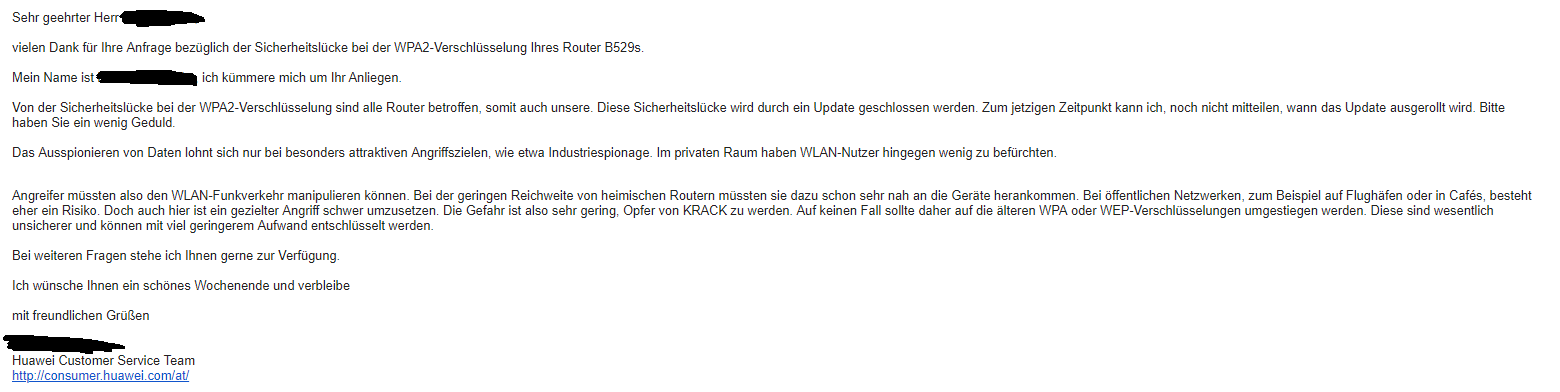 Sehr geehrter Herr
vielen Dank für Ihre Anfrage bezüglich der Sicherheitslücke bei der WPA2-Verschlüsselung Ihres Router B529s.
Mein Name ist ich kümmere mich um Ihr Anliegen.
Von der Sicherheitslücke bei der WPA2-Verschlüsselung sind alle Router betroffen, somit auch unsere. Diese Sicherheitslücke wird durch ein Update geschlossen werden. Zum jetzigen Zeitpunkt kann ich, noch nicht mitteilen, wann das Update ausgerollt wird. Bitte
haben Sie ein wenig Geduld.
Das Ausspionieren von Daten lohnt sich nur bei besonders attraktiven Angriffszielen, wie etwa Industriespionage. Im privaten Raum haben WLAN-Nutzer hingegen wenig zu befürchten.
Angreifer müssten also den WLAN-Funkverkehr manipulieren können. Bei der geringen Reichweite von heimischen Routern müssten sie dazu schon sehr nah an die Geräte herankommen. Bei öffentlichen Netzwerken, zum Beispiel auf Flughäfen oder in Cafés, besteht
eher ein Risiko. Doch auch hier ist ein gezielter Angriff schwer umzusetzen. Die Gefahr ist also sehr gering, Opfer von KRACK zu werden. Auf keinen Fall sollte daher auf die älteren WPA oder WEP-Verschlüsselungen umgestiegen werden. Diese sind wesentlich
unsicherer und können mit viel geringerem Aufwand entschlüsselt werden.
Bei weiteren Fragen stehe ich Ihnen gerne zur Verfügung.
Ich wünsche Ihnen ein schönes Wochenende und verbleibe
mit freundlichen Grüßen
Huawei Customer Service Team
http://consumer.huawei.com/at/